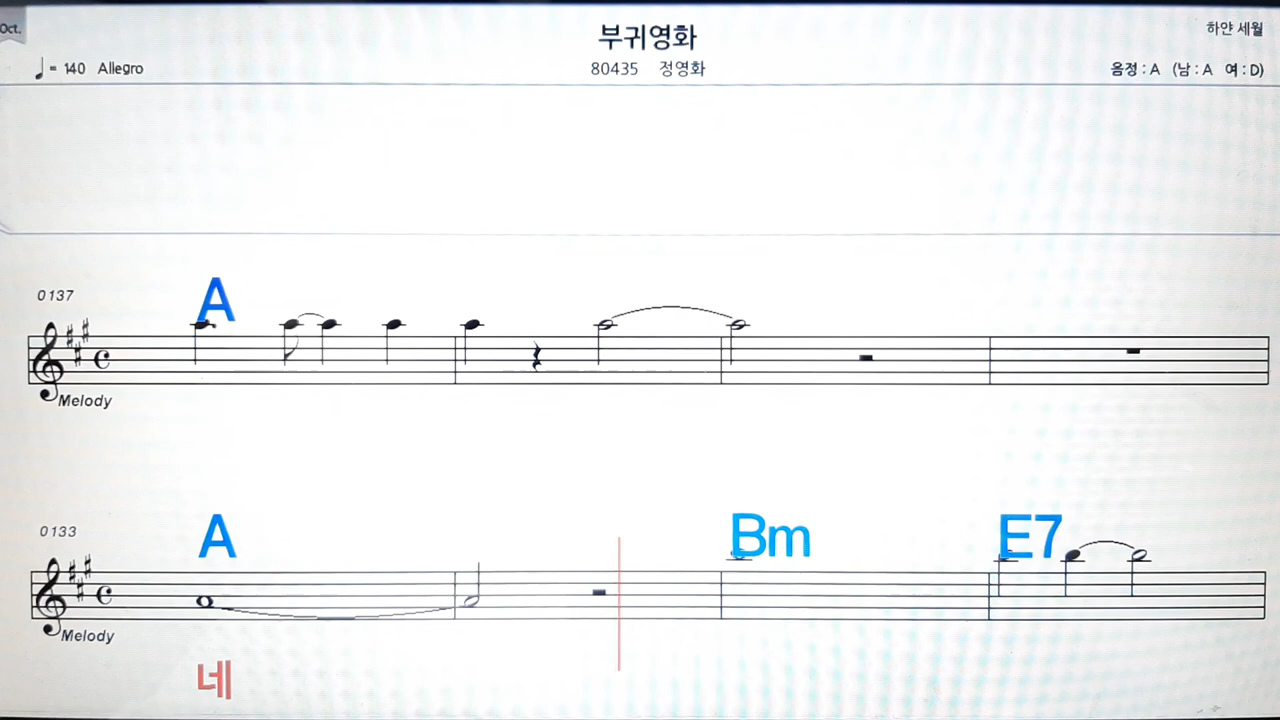 Oct.
부귀영화
하얀 세월
♩= 140 Allegro
80435 정영화
음정 : A (남 : A 여 : D)
0137
A
Melody
0133
A Bm E7
Melody
네